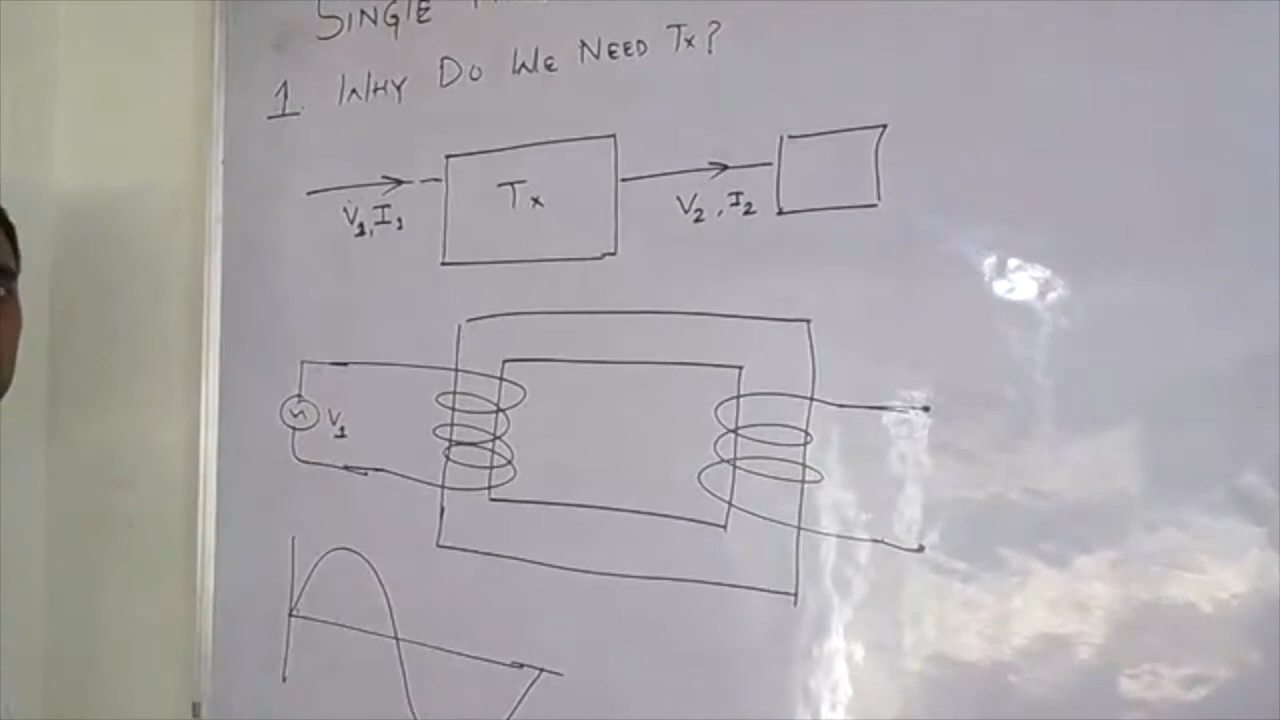 SINGLE
1. WHY DO WE NEED Tx?
V1, I1
Tx
V2, I2
V1